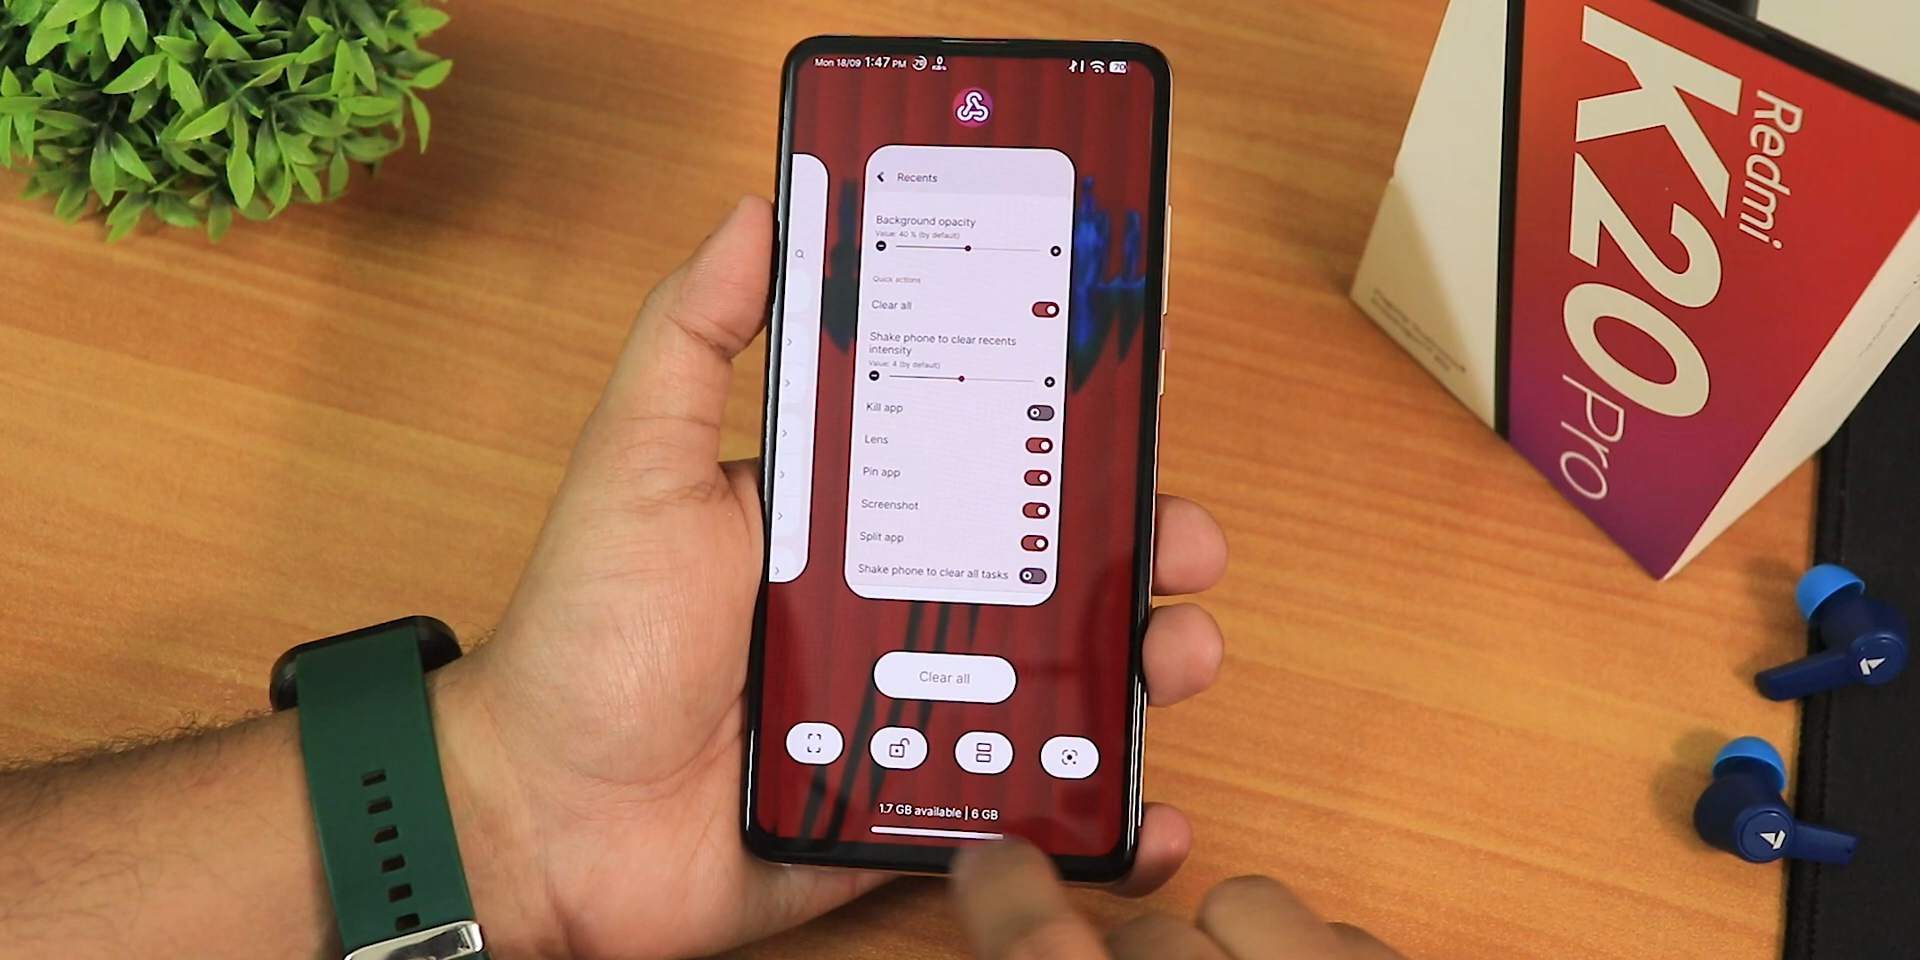 Mon 18/09 1:47 PM
70
Recents
Background opacity
Value: 40 % (by default)
Quick actions
Clear all
Shake phone to clear recents
intensity
Value: 4 (by default)
Kill app
Lens
Pin app
Screenshot
Split app
Shake phone to clear all tasks
Clear all
1.7 GB available | 6 GB
Redmi
K20 Pro